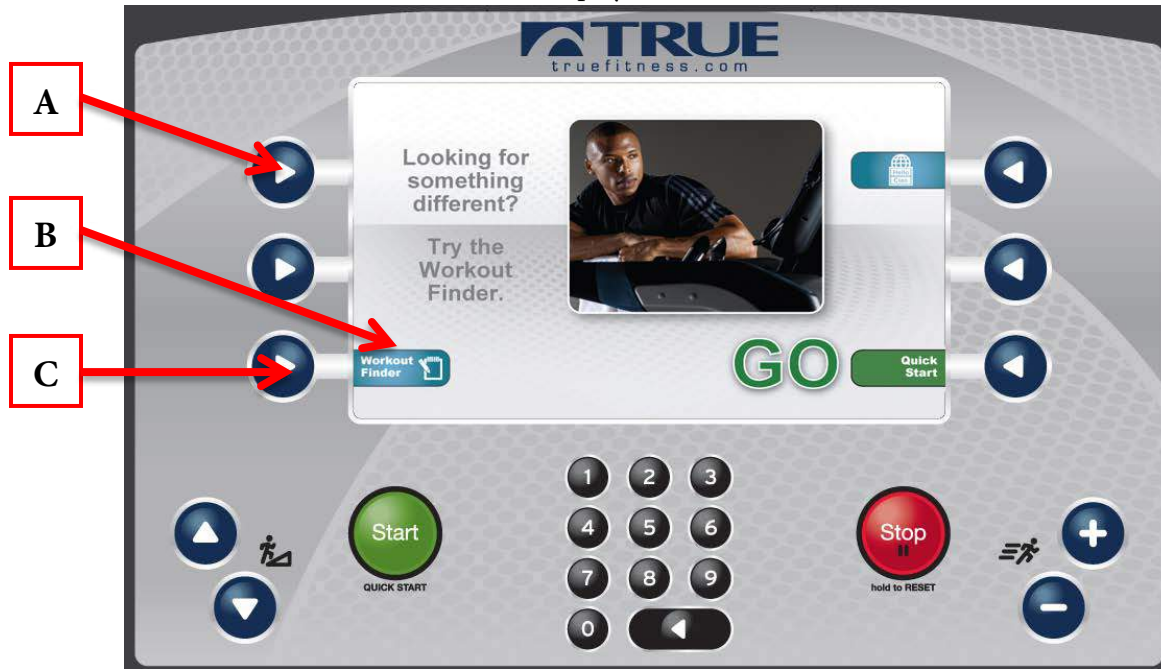 TRUE
truefitness.com
A
B
C
Looking for
something
different?
Try the
Workout
Finder.
Workout
Finder
GO
Quick
Start
Start
QUICK START
1 2 3
4 5 6
7 8 9
0
Stop
hold to RESET